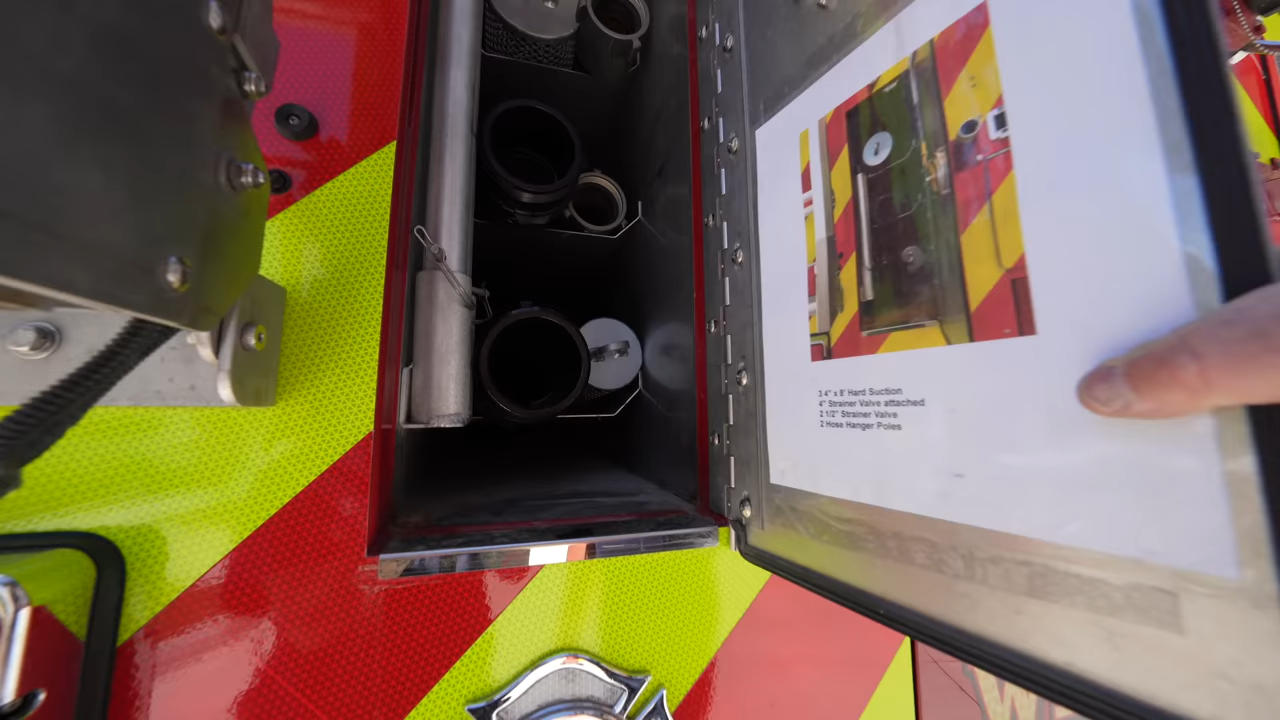 3 4" x 8' Hard Suction
4" Strainer Valve attached
2 1/2" Strainer Valve
2 Hose Hanger Poles